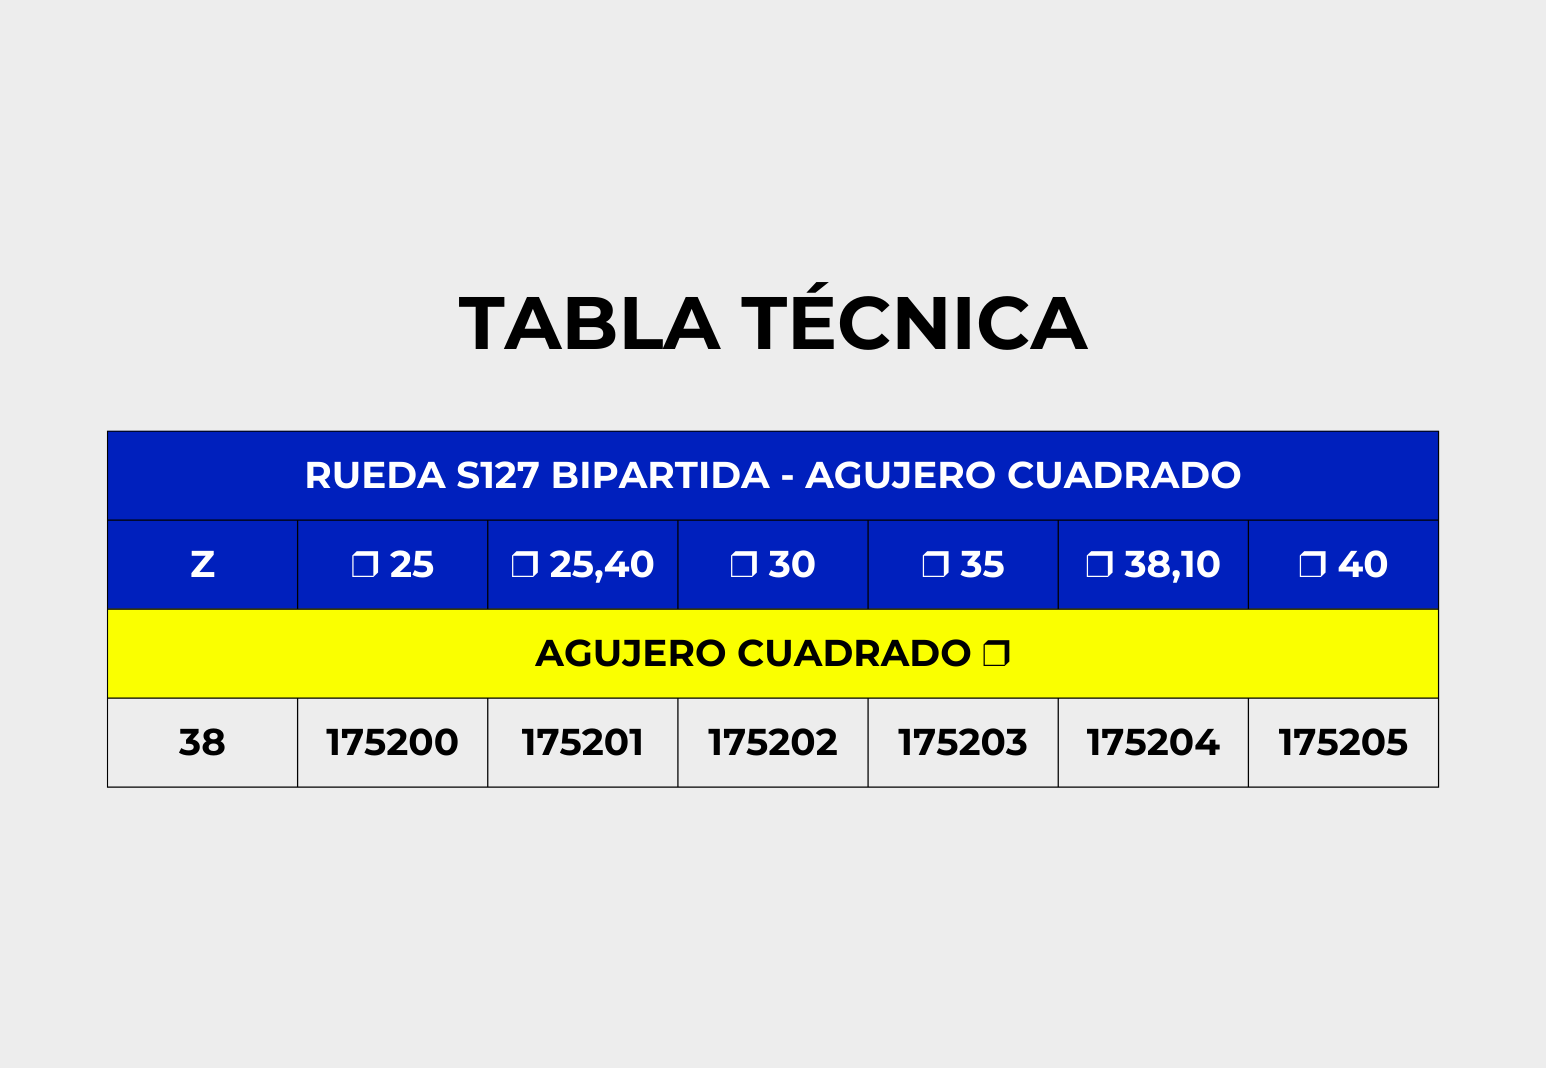 TABLA TÉCNICA
RUEDA S127 BIPARTIDA - AGUJERO CUADRADO
Z ❒ 25 ❒ 25,40 ❒ 30 ❒ 35 ❒ 38,10 ❒ 40
AGUJERO CUADRADO ❒
38 175200 175201 175202 175203 175204 175205